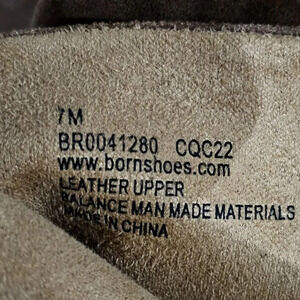 7M
BR0041280 CQC22
www.bornshoes.com
LEATHER UPPER
BALANCE MAN MADE MATERIALS
MADE IN CHINA